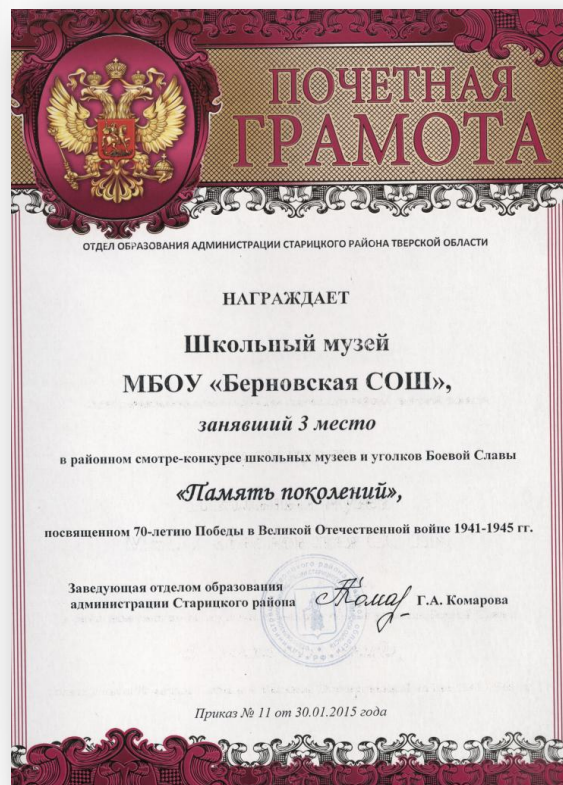 ПОЧЕТНАЯ
ГРАМОТА
ОТДЕЛ ОБРАЗОВАНИЯ АДМИНИСТРАЦИИ СТАРИЦКОГО РАЙОНА ТВЕРСКОЙ ОБЛАСТИ
НАГРАЖДАЕТ
Школьный музей
МБОУ «Берновская СОШ»,
занявший 3 место
в районном смотре-конкурсе школьных музеев и уголков Боевой Славы
«Память поколений»,
посвященном 70-летию Победы в Великой Отечественной войне 1941-1945 гг.
Заведующая отделом образования
администрации Старицкого района Г.А. Комарова
Приказ № 11 от 30.01.2015 года